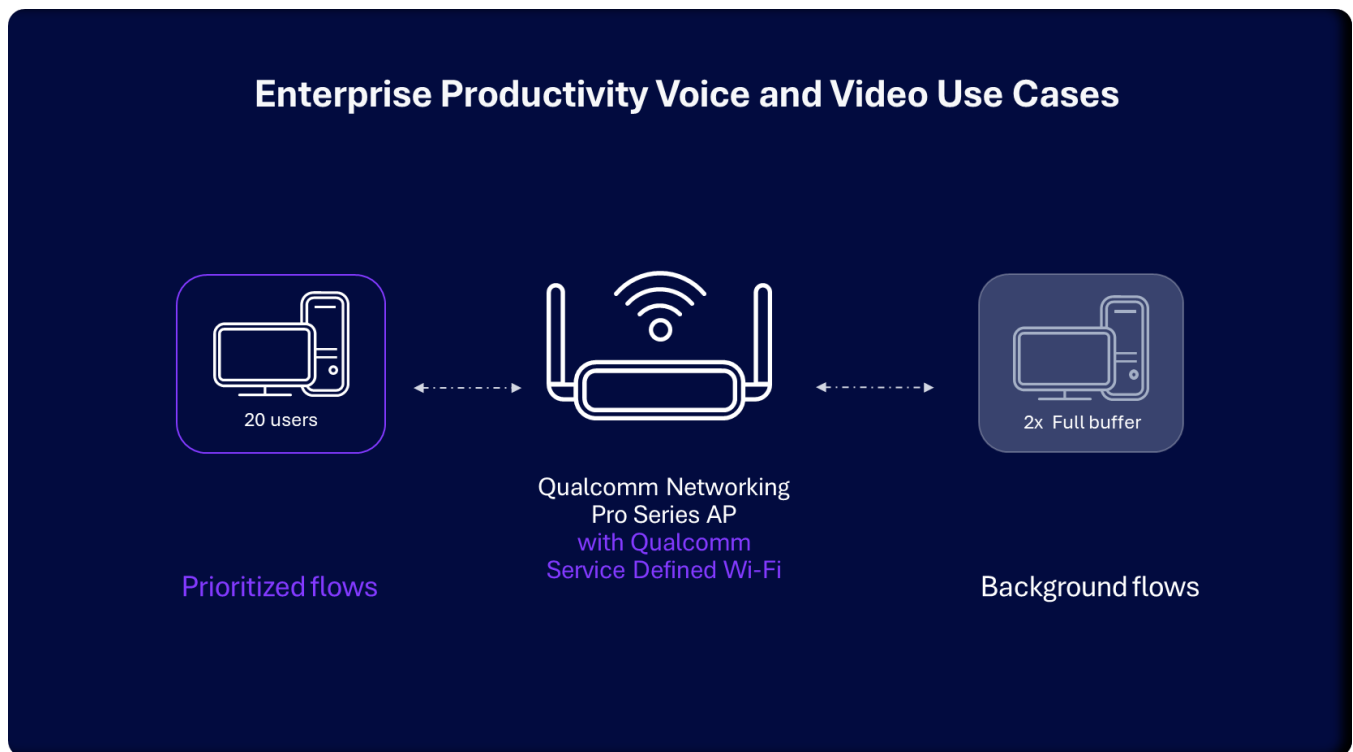 Enterprise Productivity Voice and Video Use Cases
20 users
2x Full buffer
Qualcomm Networking
Pro Series AP
with Qualcomm
Service Defined Wi-Fi
Prioritized flows
Background flows